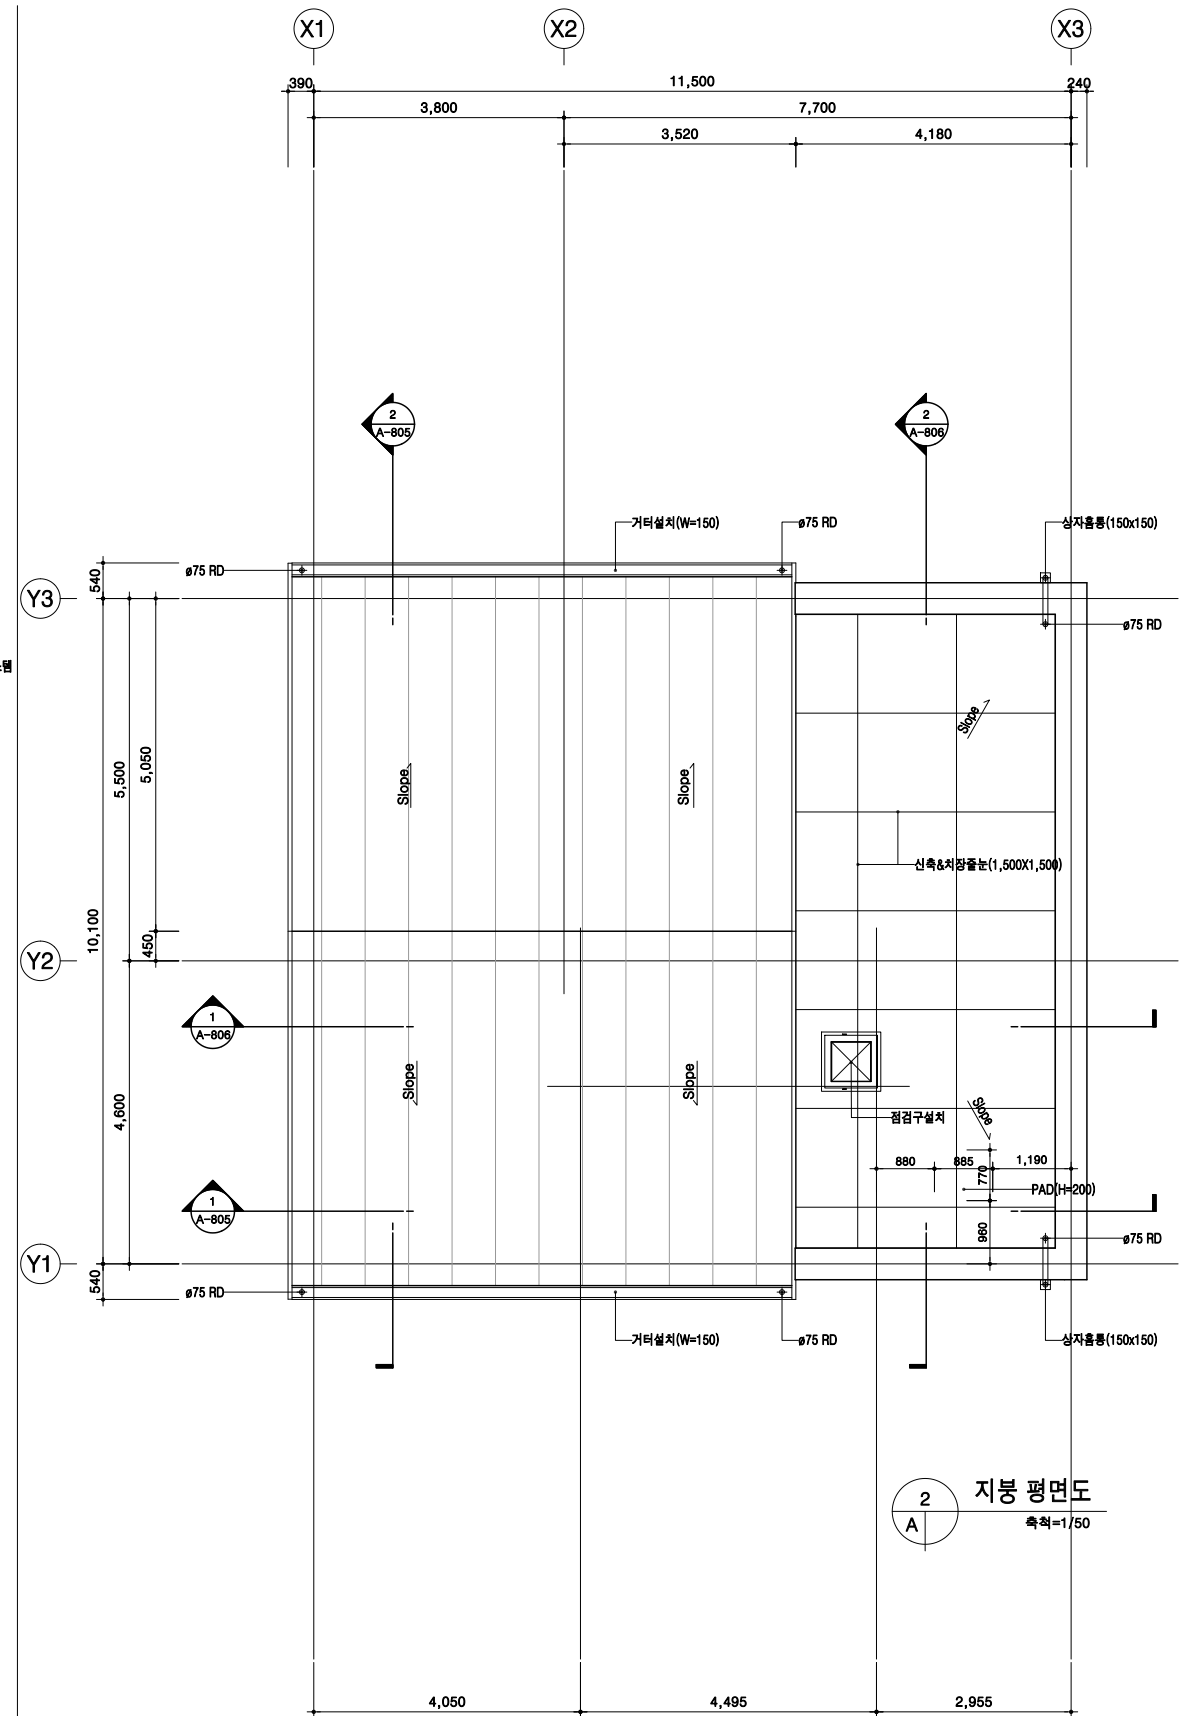 X1
X2
X3
390
11,500
240
3,800
7,700
3,520
4,180
2
A-805
2
A-806
거터설치(W=150)
ø75 RD
상자홈통(150x150)
540
ø75 RD
Y3
ø75 RD
Slope
5,500
5,050
Slope
Slope
신축&치장줄눈(1,500X1,500)
10,100
450
Y2
1
A-806
Slope
Slope
4,600
Slope
점검구설치
880
885
1,190
770
PAD(H=200)
1
A-805
960
ø75 RD
Y1
540
ø75 RD
거터설치(W=150)
ø75 RD
상자홈통(150x150)
2
A
지붕 평면도
축척=1/50
4,050
4,495
2,955